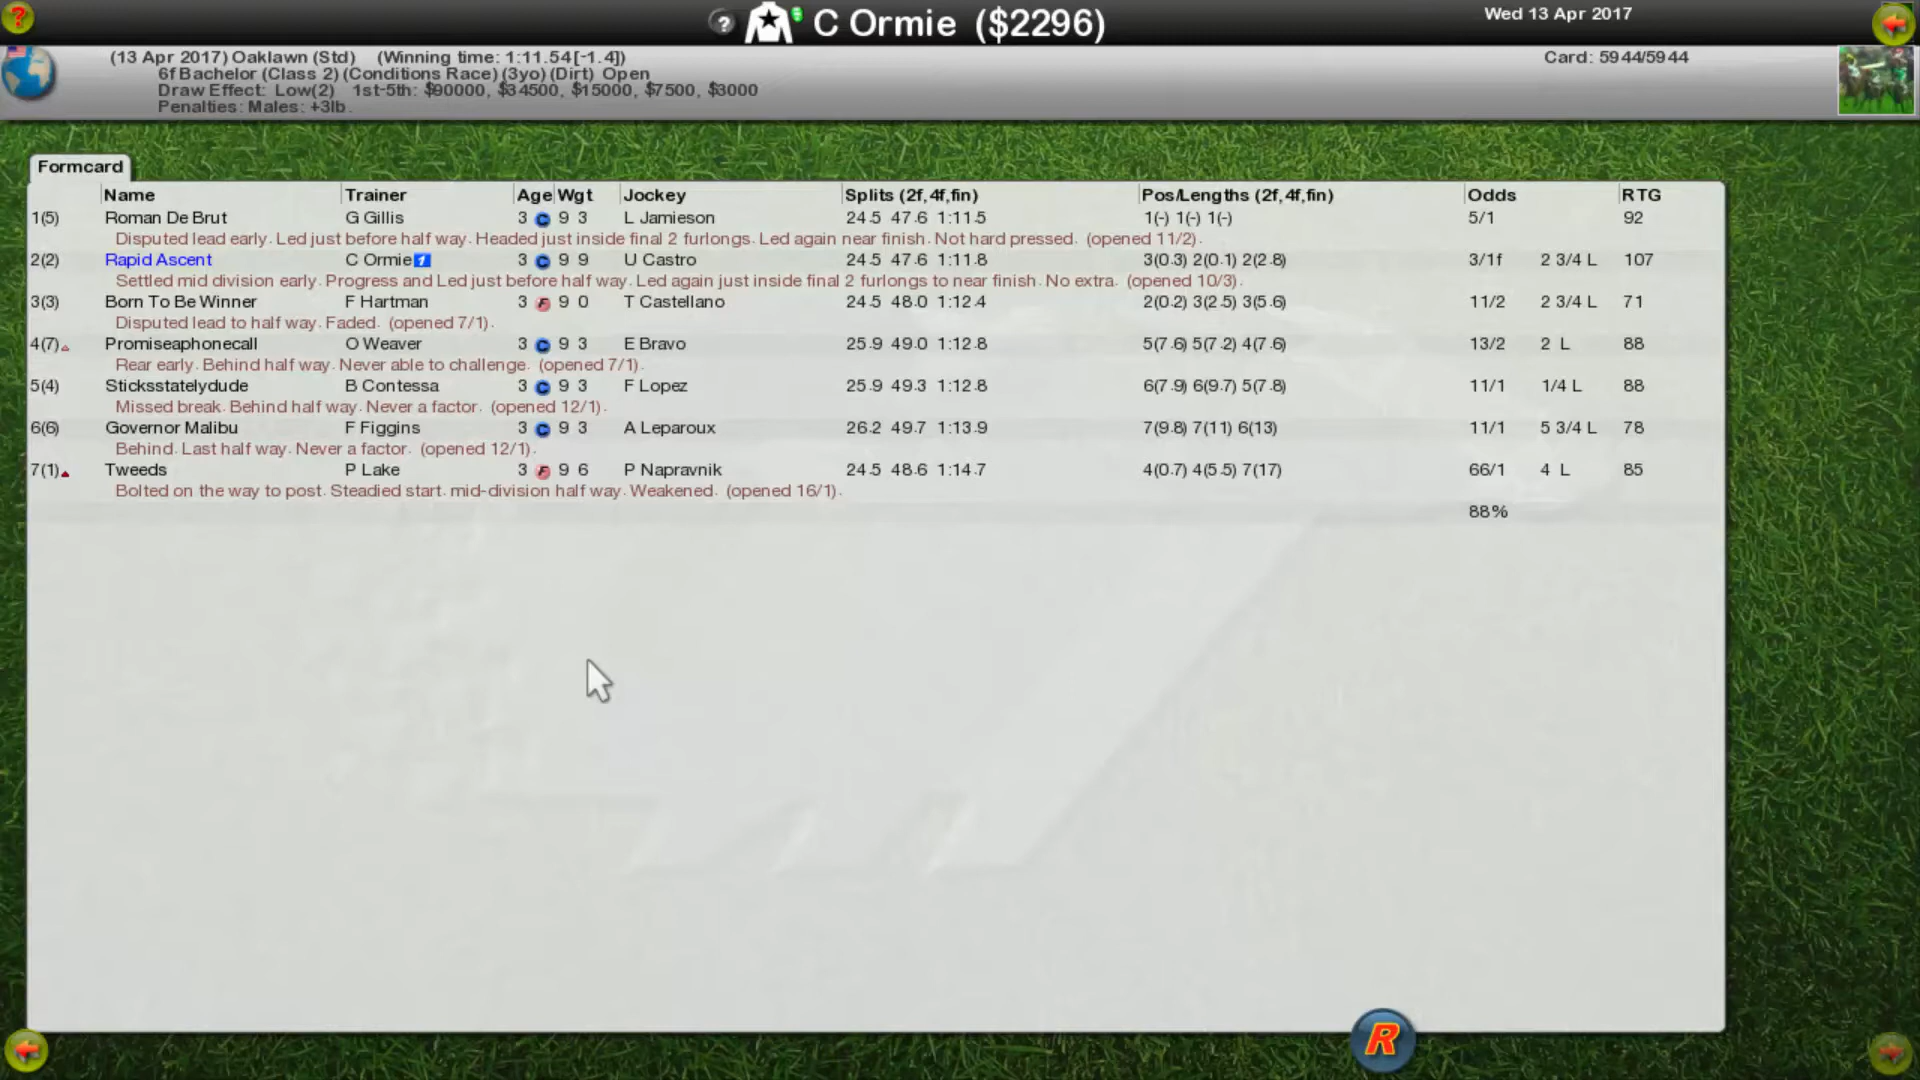 ? ? C Ormie ($2296) Wed 13 Apr 2017
(13 Apr 2017) Oaklawn (Std) (Winning time: 1:11.54[-1.4]) Card: 5944/5944
6f Bachelor (Class 2) (Conditions Race) (3yo) (Dirt) Open
Draw Effect: Low(2) 1st-5th: $90000, $34500, $15000, $7500, $3000
Penalties: Males: +3lb.
Formcard
Name Trainer Age Wgt Jockey Splits (2f,4f,fin) Pos/Lengths (2f,4f,fin) Odds RTG
1(5) Roman De Brut G Gillis 3 C 9 3 L Jamieson 24.5 47.6 1:11.5 1(-) 1(-) 1(-) 5/1 92
Disputed lead early. Led just before half way. Headed just inside final 2 furlongs. Led again near finish. Not hard pressed. (opened 11/2).
2(2) Rapid Ascent C Ormie 1 3 C 9 9 U Castro 24.5 47.6 1:11.8 3(0.3) 2(0.1) 2(2.8) 3/1f 2 3/4 L 107
Settled mid division early. Progress and Led just before half way. Led again just inside final 2 furlongs to near finish. No extra. (opened 10/3).
3(3) Born To Be Winner F Hartman 3 F 9 0 T Castellano 24.5 48.0 1:12.4 2(0.2) 3(2.5) 3(5.6) 11/2 2 3/4 L 71
Disputed lead to half way. Faded. (opened 7/1).
4(7) Promiseaphonecall O Weaver 3 C 9 3 E Bravo 25.9 49.0 1:12.8 5(7.6) 5(7.2) 4(7.6) 13/2 2 L 88
Rear early. Behind half way. Never able to challenge. (opened 7/1).
5(4) Sticksstatelydude B Contessa 3 C 9 3 F Lopez 25.9 49.3 1:12.8 6(7.9) 6(9.7) 5(7.8) 11/1 1/4 L 88
Missed break. Behind half way. Never a factor. (opened 12/1).
6(6) Governor Malibu F Figgins 3 C 9 3 A Leparoux 26.2 49.7 1:13.9 7(9.8) 7(11) 6(13) 11/1 5 3/4 L 78
Behind. Last half way. Never a factor. (opened 12/1).
7(1) Tweeds P Lake 3 F 9 6 P Napravnik 24.5 48.6 1:14.7 4(0.7) 4(5.5) 7(17) 66/1 4 L 85
Bolted on the way to post. Steadied start. mid-division half way. Weakened. (opened 16/1).
88%
R